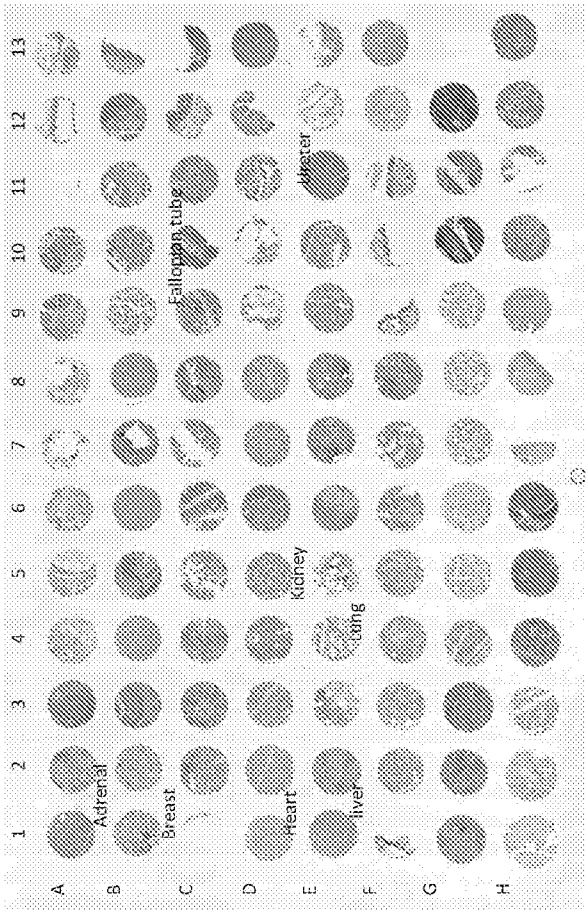 1 2 3 4 5 6 7 8 9 10 11 12 13
A
Adrenal
B
Breast Fallopian tube
C
D
Heart Kidney Ureter
E
liver Lung
F
G
H